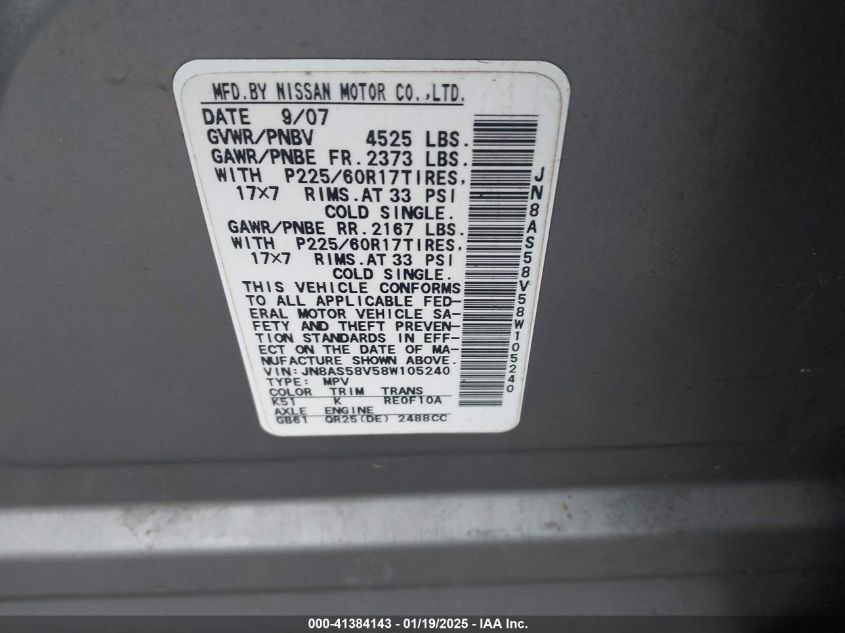 MFD.BY NISSAN MOTOR CO.,LTD.
DATE 9/07
GVWR/PNBV 4525 LBS.
GAWR/PNBE FR. 2373 LBS.
WITH P225/60R17TIRES,
17×7 RIMS.AT 33 PSI
COLD SINGLE.
GAWR/PNBE RR. 2167 LBS.
WITH P225/60R17TIRES,
17×7 RIMS.AT 33 PSI
COLD SINGLE.
THIS VEHICLE CONFORMS
TO ALL APPLICABLE FED-
ERAL MOTOR VEHICLE SA-
FETY AND THEFT PREVEN-
TION STANDARDS IN EFF-
ECT ON THE DATE OF MA-
NUFACTURE SHOWN ABOVE.
VIN: JN8AS58V58W105240
TYPE: MPV
COLOR TRIM TRANS
K51 K RE0F10A
AXLE ENGINE
GB61 QR25(DE) 2488CC
JN8AS58V58W105240
000-41384143 - 01/19/2025 - IAA Inc.